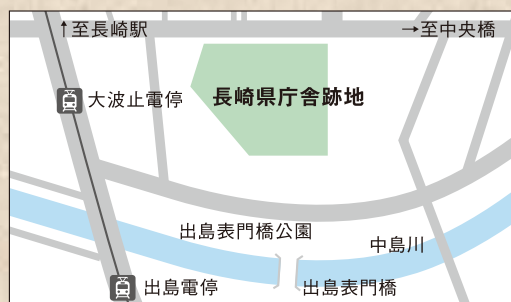 ↑至長崎駅
→至中央橋
大波止電停
長崎県庁舎跡地
出島表門橋公園
中島川
出島電停
出島表門橋